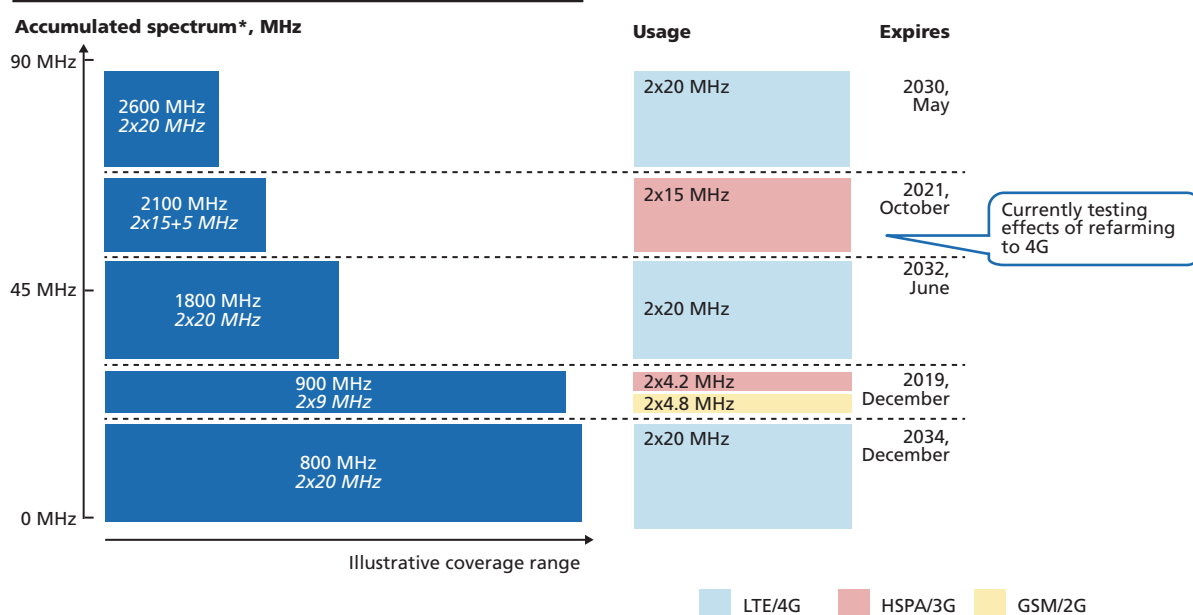 Accumulated spectrum*, MHz
Usage
Expires
90 MHz
2600 MHz
2x20 MHz
2x20 MHz
2030,
May
2100 MHz
2x15+5 MHz
2x15 MHz
2021,
October
Currently testing
effects of refarming
to 4G
45 MHz
1800 MHz
2x20 MHz
2x20 MHz
2032,
June
900 MHz
2x9 MHz
2x4.2 MHz
2x4.8 MHz
2019,
December
800 MHz
2x20 MHz
2x20 MHz
2034,
December
0 MHz
Illustrative coverage range
LTE/4G
HSPA/3G
GSM/2G